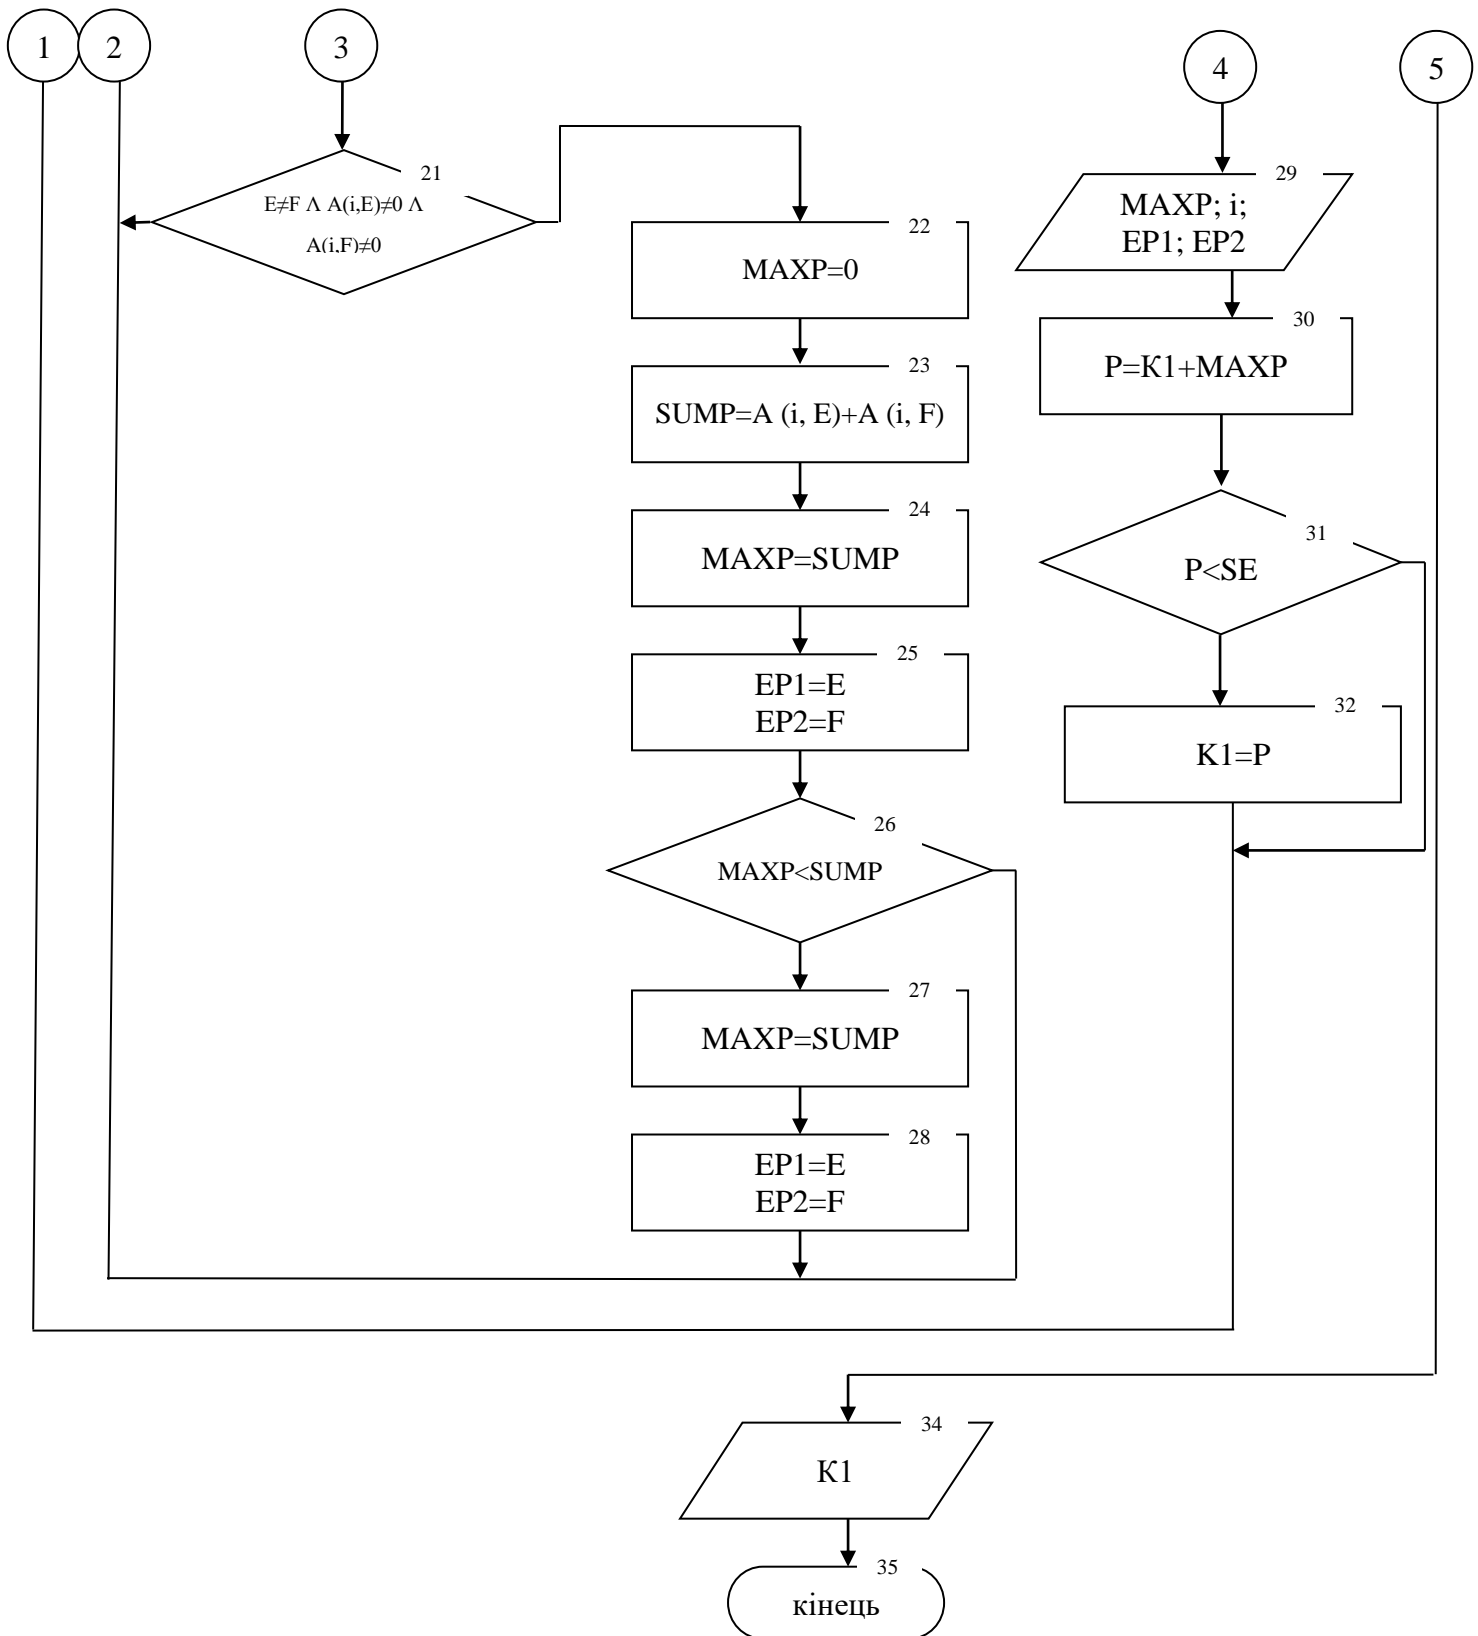 1
2
3
4
5
21
E≠F Λ A(i,E)≠0 Λ
A(i,F)≠0
22
MAXP=0
23
SUMP=A (i, E)+A (i, F)
24
MAXP=SUMP
25
EP1=E
EP2=F
26
MAXP<SUMP
27
MAXP=SUMP
28
EP1=E
EP2=F
29
MAXP; i;
EP1; EP2
30
P=К1+MAXP
31
P<SE
32
K1=P
34
К1
35
кінець